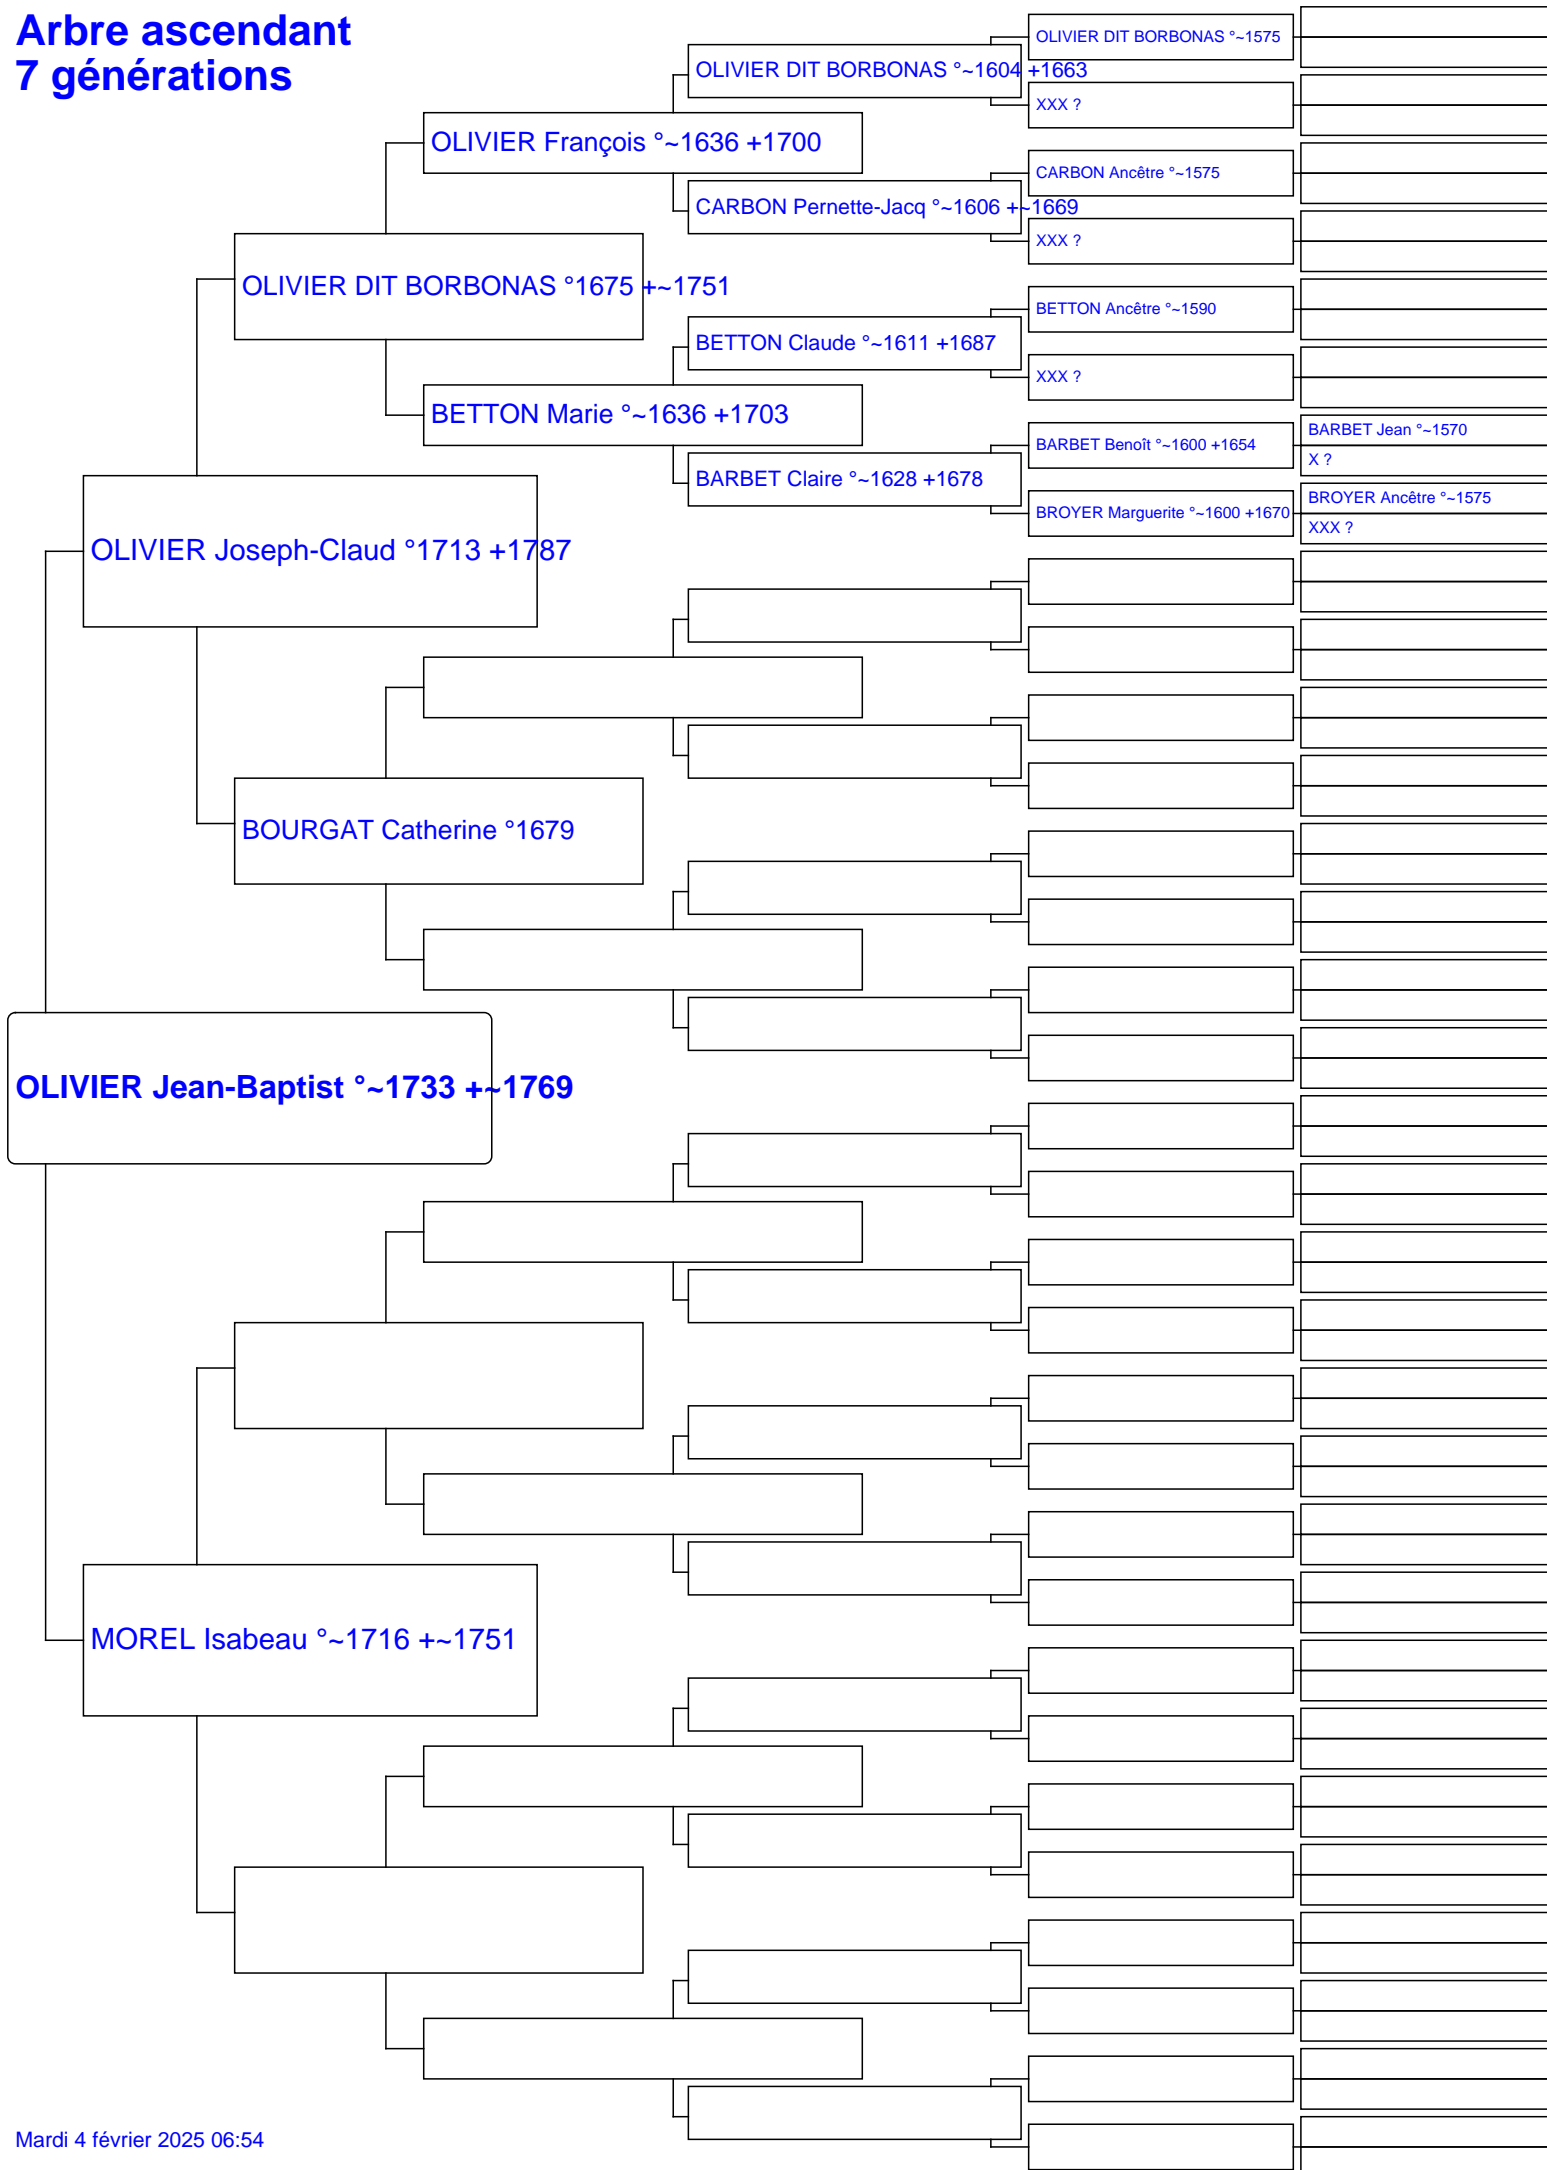 Arbre ascendant
7 générations
OLIVIER DIT BORBONAS °~1575
OLIVIER DIT BORBONAS °~1604 +1663
XXX ?
OLIVIER François °~1636 +1700
CARBON Ancêtre °~1575
CARBON Pernette-Jacq °~1606 +~1669
XXX ?
OLIVIER DIT BORBONAS °1675 +~1751
BETTON Ancêtre °~1590
BETTON Claude °~1611 +1687
XXX ?
BETTON Marie °~1636 +1703
BARBET Jean °~1570
BARBET Benoît °~1600 +1654
X ?
BARBET Claire °~1628 +1678
BROYER Ancêtre °~1575
BROYER Marguerite °~1600 +1670
XXX ?
OLIVIER Joseph-Claud °1713 +1787
BOURGAT Catherine °1679
OLIVIER Jean-Baptist °~1733 +~1769
MOREL Isabeau °~1716 +~1751
Mardi 4 février 2025 06:54